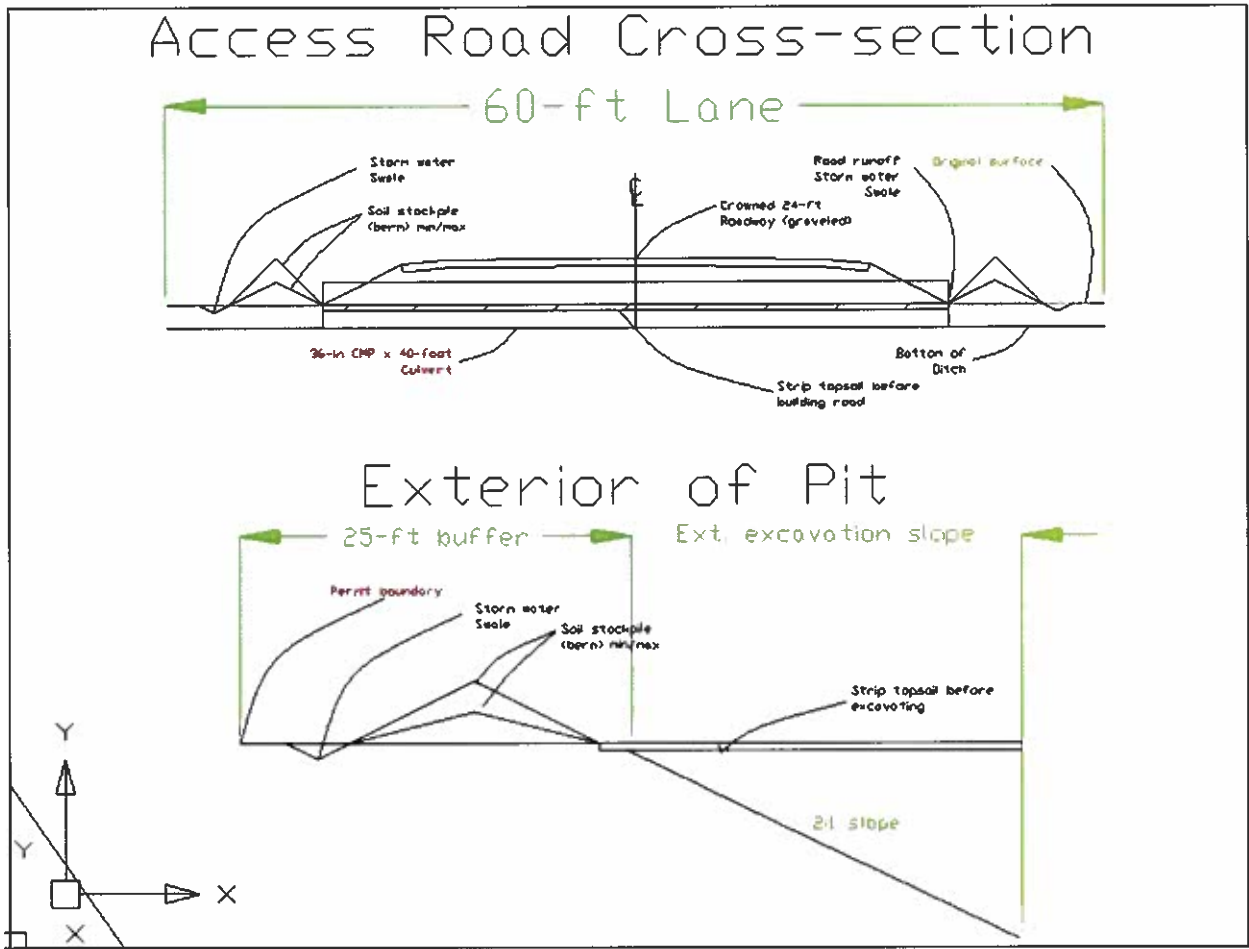 Access Road Cross-section
60-ft Lane
Storm water
Swale
Soil stockpile
(berm) min/max
℄
Crowned 24-ft
Roadway (graveled)
Road runoff
Storm water
Swale
Original surface
36-in CMP x 40-foot
Culvert
Bottom of
Ditch
Strip topsoil before
building road
Exterior of Pit
25-ft buffer
Ext. excavation slope
Permit boundary
Storm water
Swale
Soil stockpile
(berm) min/max
Strip topsoil before
excavating
2:1 slope
Y
X
Y
X